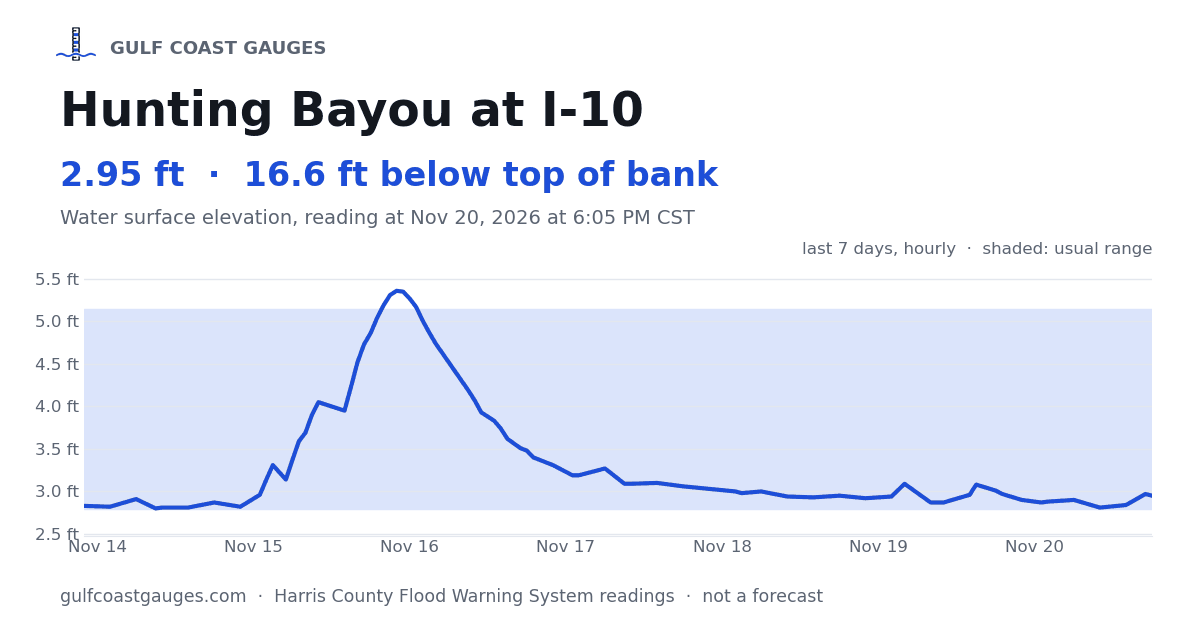 GULF COAST GAUGES
Hunting Bayou at I-10
2.95 ft · 16.6 ft below top of bank
Water surface elevation, reading at Nov 20, 2026 at 6:05 PM CST
last 7 days, hourly · shaded: usual range
5.5 ft
5.0 ft
4.5 ft
4.0 ft
3.5 ft
3.0 ft
2.5 ft
Nov 14 Nov 15 Nov 16 Nov 17 Nov 18 Nov 19 Nov 20
gulfcoastgauges.com · Harris County Flood Warning System readings · not a forecast